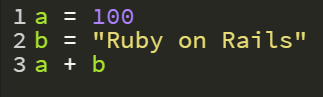 1 a = 100
2 b = "Ruby on Rails"
3 a + b